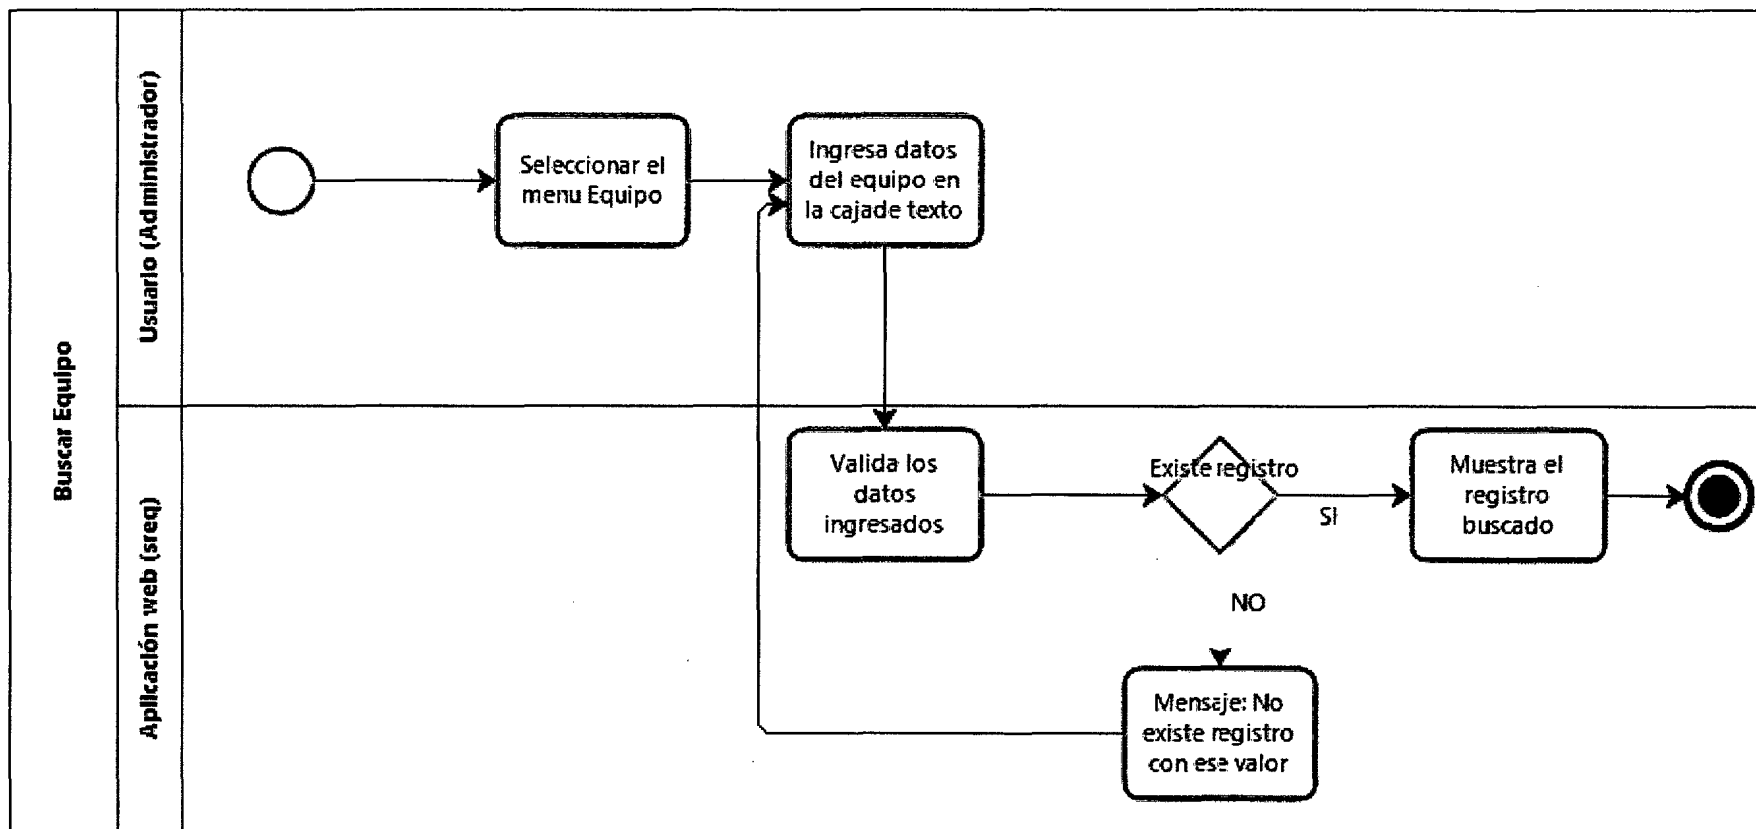 Buscar Equipo
Usuario (Administrador)
Seleccionar el
menu Equipo
Ingresa datos
del equipo en
la cajade texto
Aplicación web (sreq)
Valida los
datos
ingresados
Existe registro
SI
Muestra el
registro
buscado
NO
Mensaje: No
existe registro
con ese valor